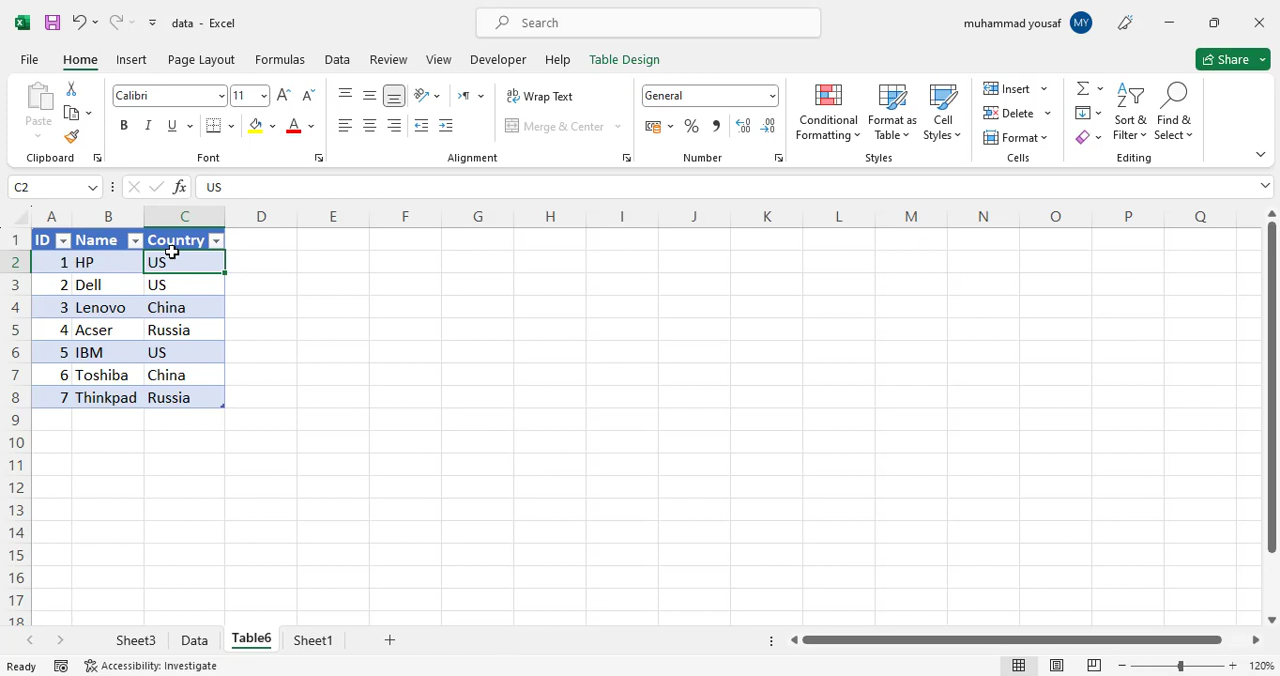 data - Excel
Search
muhammad yousaf
MY
File Home Insert Page Layout Formulas Data Review View Developer Help Table Design
Share
Paste
Clipboard
Calibri 11
B I U A
Font
Wrap Text
Merge & Center
Alignment
General
Number
Conditional Formatting
Format as Table
Cell Styles
Styles
Insert
Delete
Format
Cells
Sort & Filter
Find & Select
Editing
C2 fx US
A B C D E F G H I J K L M N O P Q
1 ID Name Country
2 1 HP US
3 2 Dell US
4 3 Lenovo China
5 4 Acser Russia
6 5 IBM US
7 6 Toshiba China
8 7 Thinkpad Russia
9
10
11
12
13
14
15
16
17
18
Sheet3 Data Table6 Sheet1
Ready Accessibility: Investigate 120%